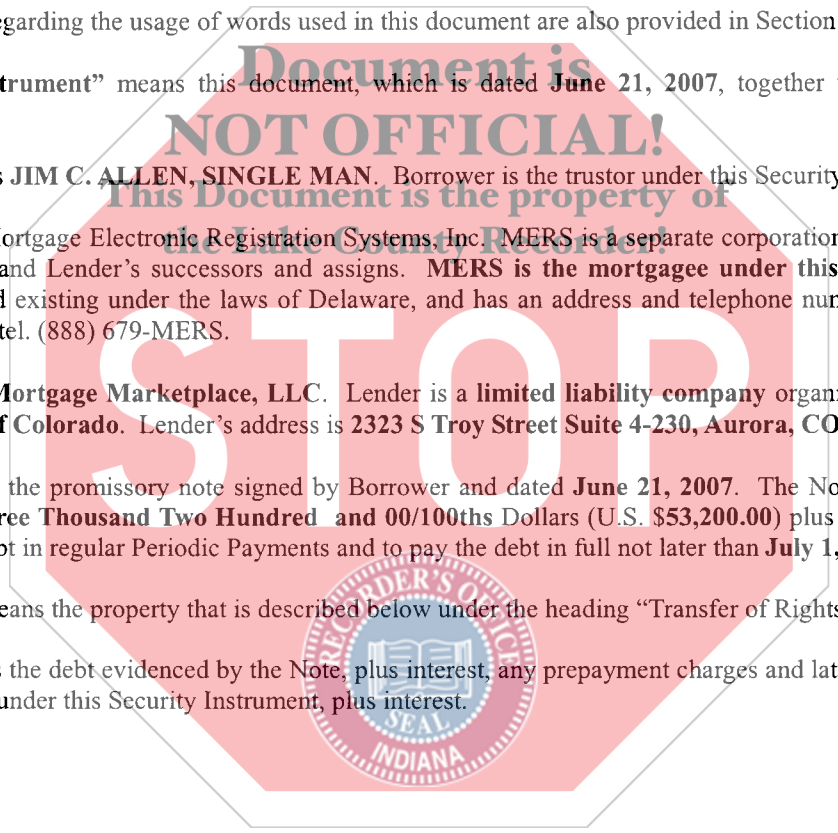 egarding the usage of words used in this document are also provided in Section
Document is
trument” means this document, which is dated June 21, 2007, together
NOT OFFICIAL!
JIM C. ALLEN, SINGLE MAN. Borrower is the trustor under this Security
This Document is the property of
ortgage Electronic Registration Systems, Inc. MERS is a separate corporation
the Lake County Recorder!
and Lender’s successors and assigns. MERS is the mortgagee under this
existing under the laws of Delaware, and has an address and telephone num
tel. (888) 679-MERS.
STOP
Mortgage Marketplace, LLC. Lender is a limited liability company organi
f Colorado. Lender’s address is 2323 S Troy Street Suite 4-230, Aurora, CO
the promissory note signed by Borrower and dated June 21, 2007. The No
ree Thousand Two Hundred and 00/100ths Dollars (U.S. $53,200.00) plus
bt in regular Periodic Payments and to pay the debt in full not later than July 1,
eans the property that is described below under the heading “Transfer of Rights
s the debt evidenced by the Note, plus interest, any prepayment charges and lat
under this Security Instrument, plus interest.
RECORDER'S OFFICE
SEAL
INDIANA